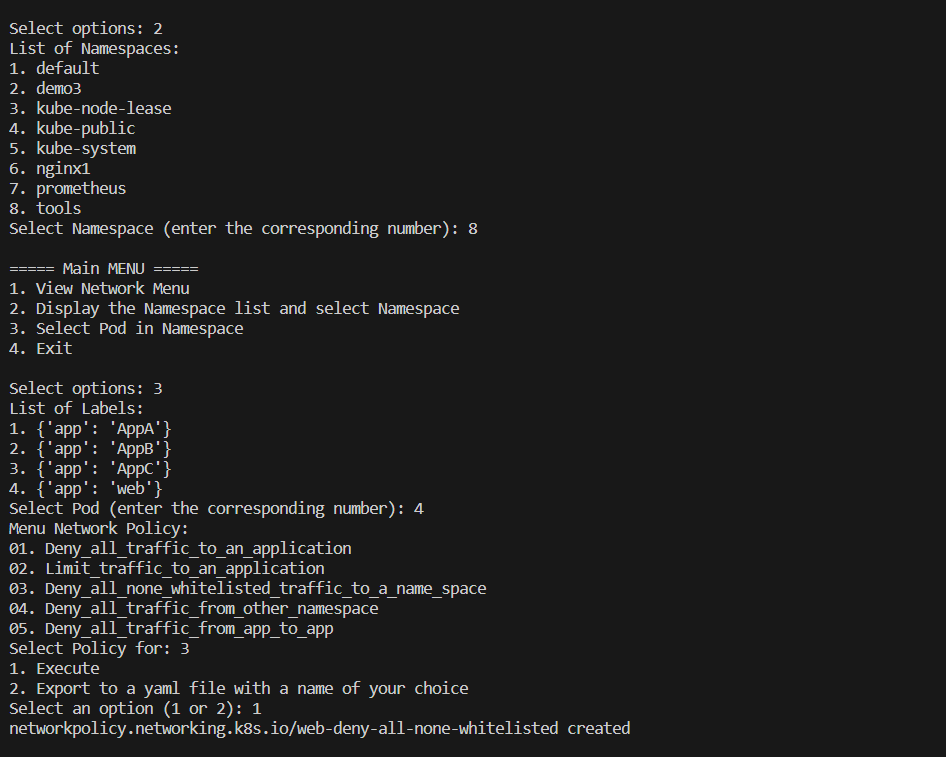 Select options: 2
List of Namespaces:
1. default
2. demo3
3. kube-node-lease
4. kube-public
5. kube-system
6. nginx1
7. prometheus
8. tools
Select Namespace (enter the corresponding number): 8
===== Main MENU =====
1. View Network Menu
2. Display the Namespace list and select Namespace
3. Select Pod in Namespace
4. Exit
Select options: 3
List of Labels:
1. {'app': 'AppA'}
2. {'app': 'AppB'}
3. {'app': 'AppC'}
4. {'app': 'web'}
Select Pod (enter the corresponding number): 4
Menu Network Policy:
01. Deny_all_traffic_to_an_application
02. Limit_traffic_to_an_application
03. Deny_all_none_whitelisted_traffic_to_a_name_space
04. Deny_all_traffic_from_other_namespace
05. Deny_all_traffic_from_app_to_app
Select Policy for: 3
1. Execute
2. Export to a yaml file with a name of your choice
Select an option (1 or 2): 1
networkpolicy.networking.k8s.io/web-deny-all-none-whitelisted created